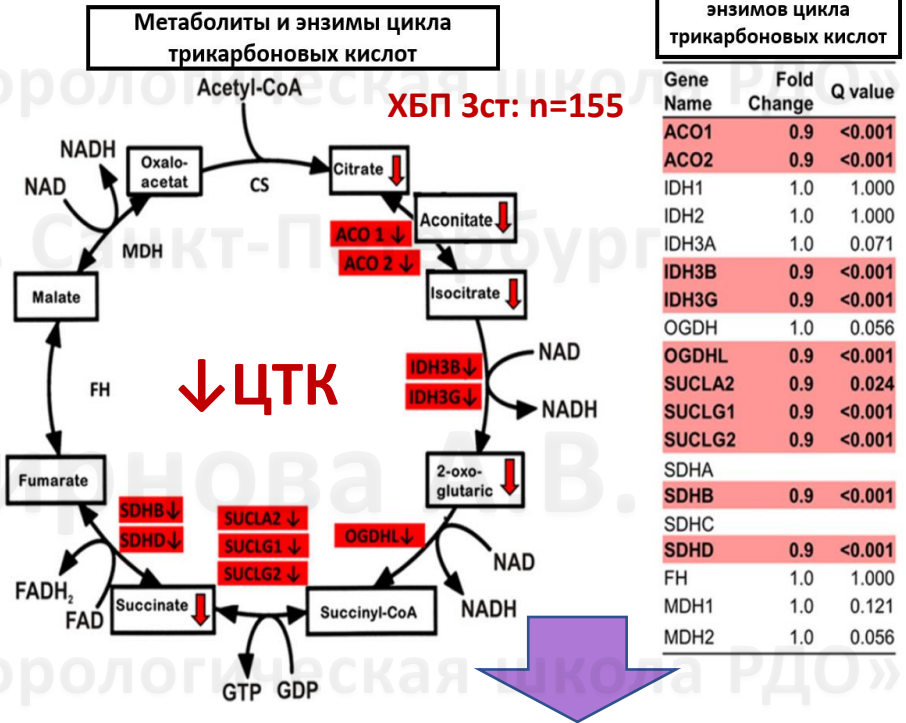 Метаболиты и энзимы цикла
трикарбоновых кислот
Acetyl-CoA
ХБП 3ст: n=155
NADH
NAD
Oxalo-
acetat
CS
Citrate
MDH
Aconitate
ACO 1 ↓
ACO 2 ↓
Malate
Isocitrate
NAD
IDH3B↓
IDH3G↓
NADH
FH
↓ЦТК
Fumarate
2-oxo-
glutaric
SDHB↓
SDHD↓
SUCLA2 ↓
SUCLG1 ↓
SUCLG2 ↓
OGDHL↓
NAD
NADH
FADH2
FAD
Succinate
Succinyl-CoA
GTP GDP
энзимов цикла
трикарбоновых кислот
Gene Name Fold Change Q value
ACO1 0.9 <0.001
ACO2 0.9 <0.001
IDH1 1.0 1.000
IDH2 1.0 1.000
IDH3A 1.0 0.071
IDH3B 0.9 <0.001
IDH3G 0.9 <0.001
OGDH 1.0 0.056
OGDHL 0.9 <0.001
SUCLA2 0.9 0.024
SUCLG1 0.9 <0.001
SUCLG2 0.9 <0.001
SDHA
SDHB 0.9 <0.001
SDHC
SDHD 0.9 <0.001
FH 1.0 1.000
MDH1 1.0 0.121
MDH2 1.0 0.056